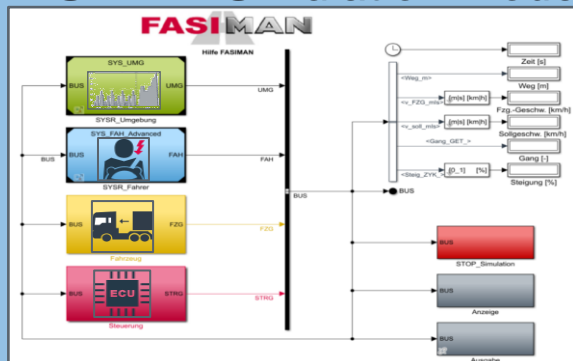 FASIMAN
Hilfe FASIMAN
SYS_UMG
BUS
UMG
SYSR_Umgebung
UMG
SYS_FAH_Advanced
BUS
BUS
FAH
SYSR_Fahrer
FAH
BUS
FZG
Fahrzeug
FZG
BUS
ECU
STRG
Steuerung
STRG
BUS
Zeit [s]
<Weg_m>
Weg [m]
<v_FZG_mls>
[m|s] [km|h]
Fzg.-Geschw. [km/h]
<v_soll_mls>
[m|s] [km|h]
Sollgeschw. [km/h]
<Gang_GET_>
Gang [-]
<Steig_ZYK_>
[0_1] [%]
Steigung [%]
BUS
BUS
STOP_Simulation
BUS
Anzeige
BUS
Ausgabe